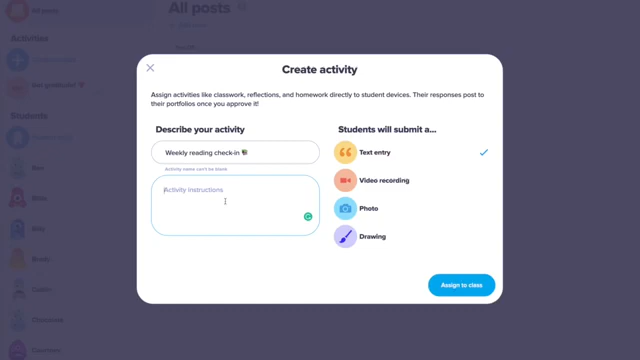 All posts
Activities
Students
Create activity
Assign activities like classwork, reflections, and homework directly to student devices. Their responses post to
their portfolios once you approve it!
Describe your activity
Students will submit a...
Weekly reading check-in
Activity name can't be blank
Activity instructions
Text entry
Video recording
Photo
Drawing
Assign to class